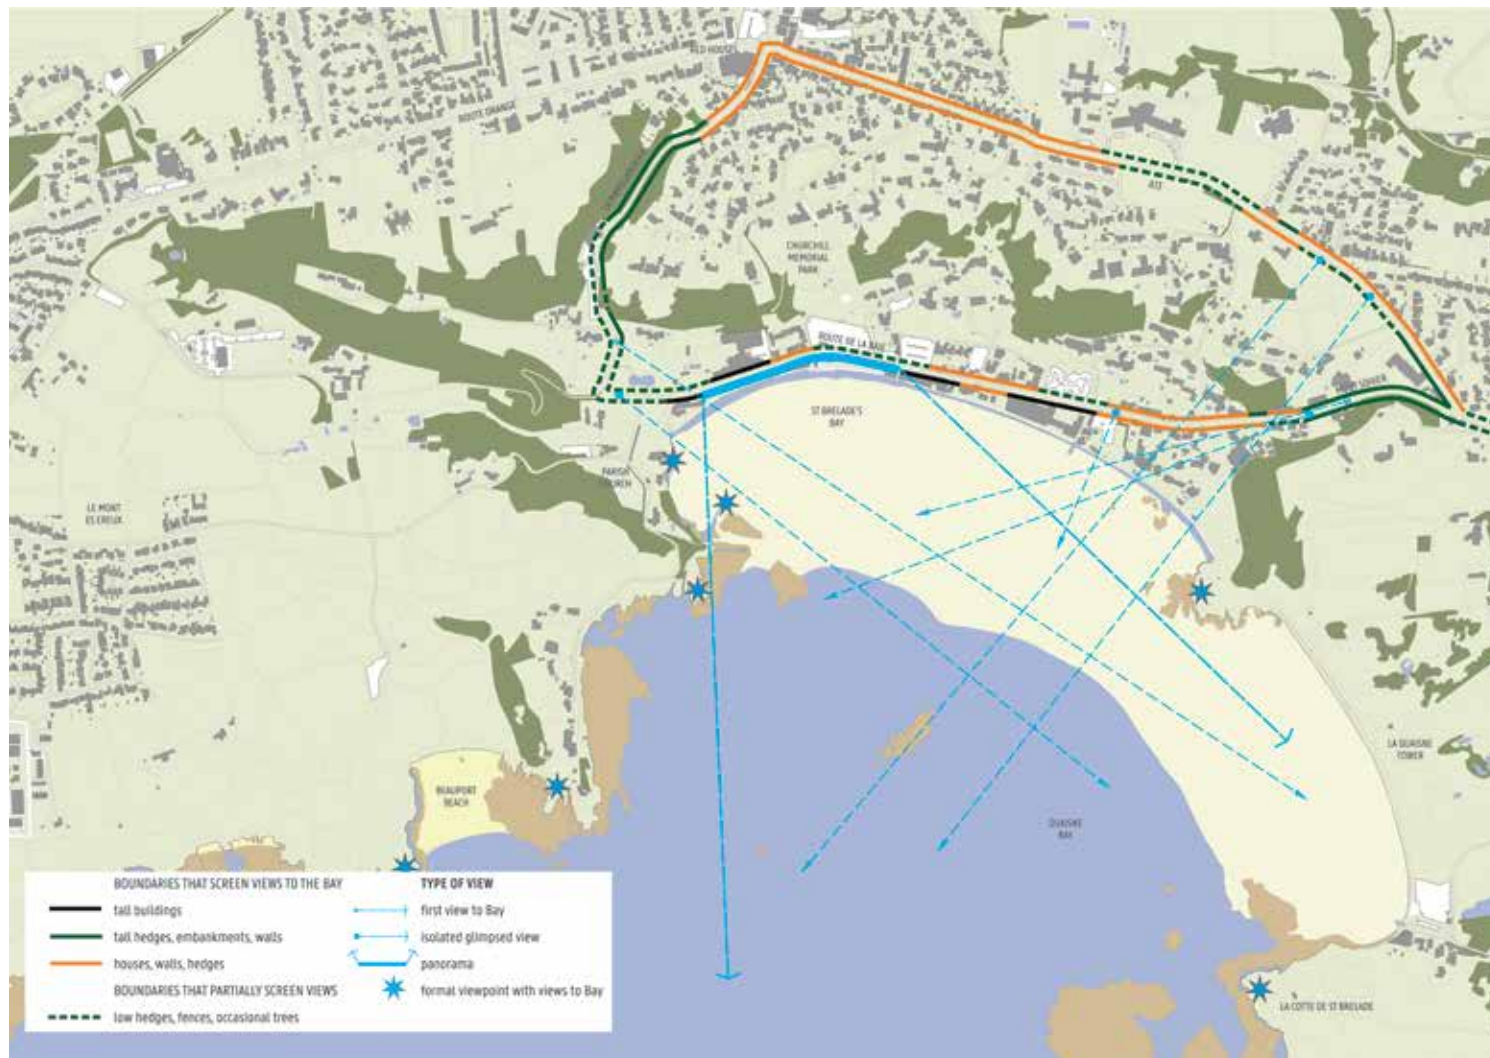 RED HOUSES
ROUTE ORANGE
A13
CHURCHILL
MEMORIAL
PARK
ROUTE DE LA BAIE
ST BRELADE'S
BAY
PARISH
CHURCH
LE MONT
ES CREUX
LA QUAISNE
TOWER
BEAUPORT
BEACH
OUAISNE
BAY
LA COTTE DE ST BRELADE
BOUNDARIES THAT SCREEN VIEWS TO THE BAY
tall buildings
tall hedges, embankments, walls
houses, walls, hedges
BOUNDARIES THAT PARTIALLY SCREEN VIEWS
low hedges, fences, occasional trees
TYPE OF VIEW
first view to Bay
isolated glimpsed view
panorama
formal viewpoint with views to Bay